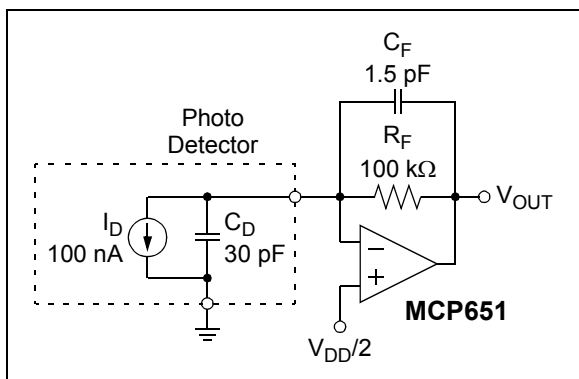 C_F
1.5 pF
Photo
Detector
R_F
100 kΩ
V_OUT
I_D
100 nA
C_D
30 pF
−
+
MCP651
V_DD/2